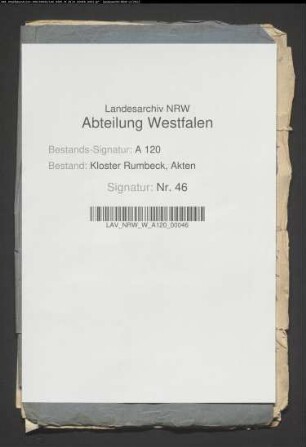 Landesarchiv NRW
Abteilung Westfalen
Bestands-Signatur: A 120
Bestand: Kloster Rumbeck, Akten
Signatur: Nr. 46
LAV_NRW_W_A120_00046